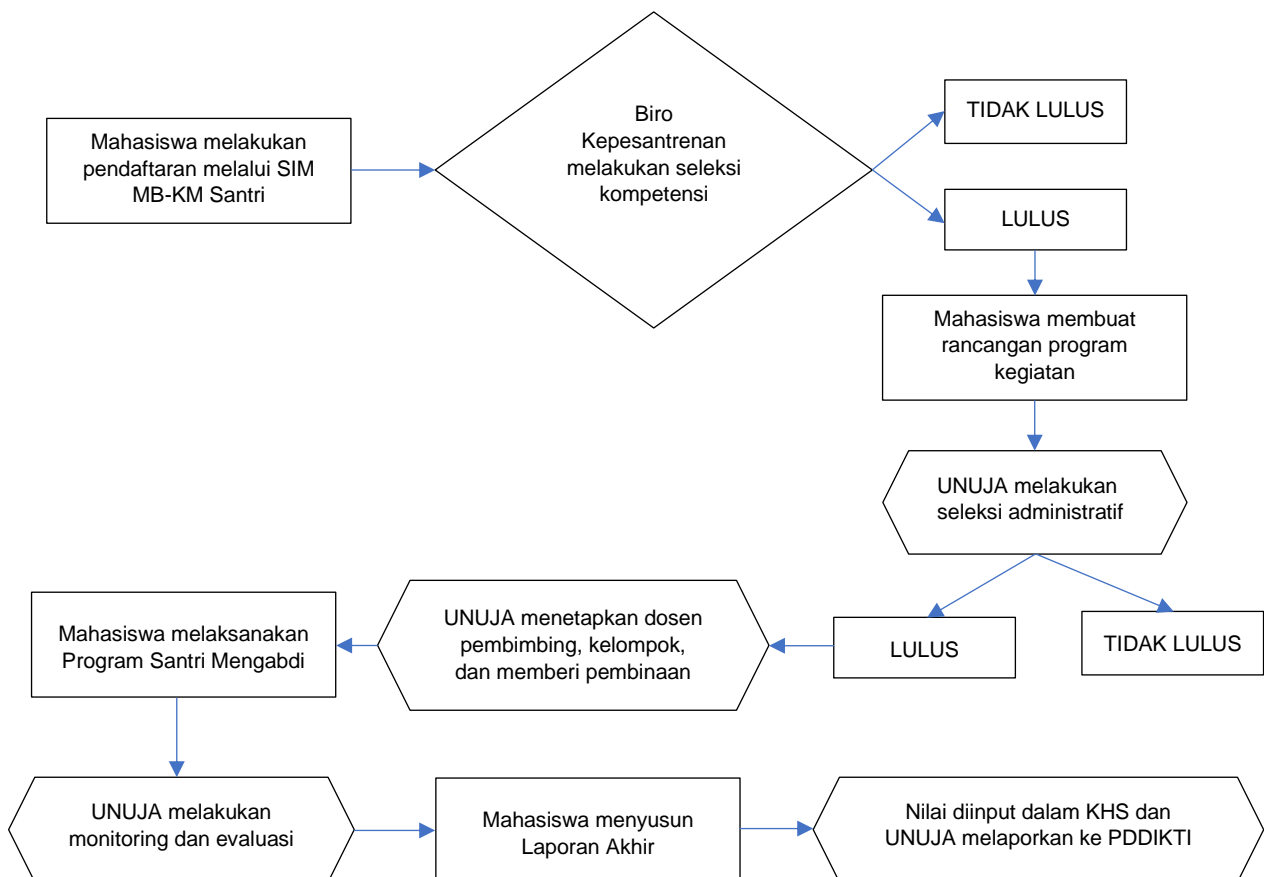 Mahasiswa melakukan
pendaftaran melalui SIM
MB-KM Santri
Biro
Kepesantrenan
melakukan seleksi
kompetensi
TIDAK LULUS
LULUS
Mahasiswa membuat
rancangan program
kegiatan
UNUJA melakukan
seleksi administratif
LULUS
TIDAK LULUS
UNUJA menetapkan dosen
pembimbing, kelompok,
dan memberi pembinaan
Mahasiswa melaksanakan
Program Santri Mengabdi
UNUJA melakukan
monitoring dan evaluasi
Mahasiswa menyusun
Laporan Akhir
Nilai diinput dalam KHS dan
UNUJA melaporkan ke PDDIKTI